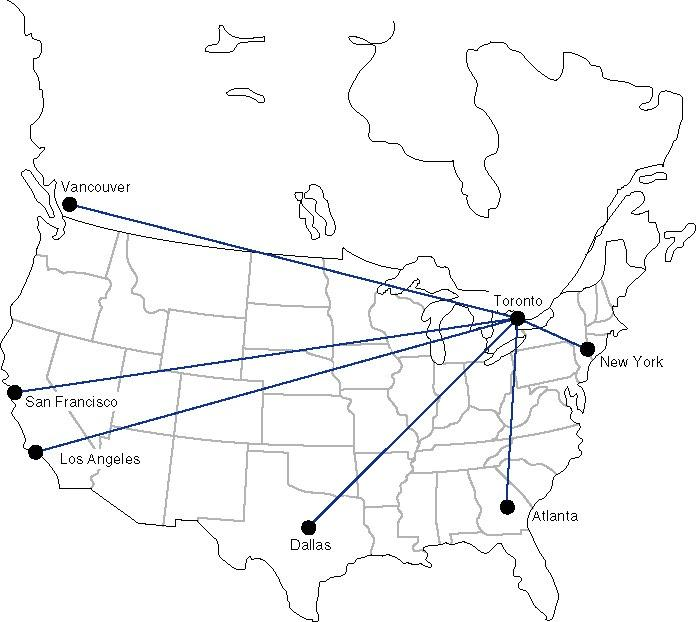 Vancouver
Toronto
New York
San Francisco
Los Angeles
Atlanta
Dallas